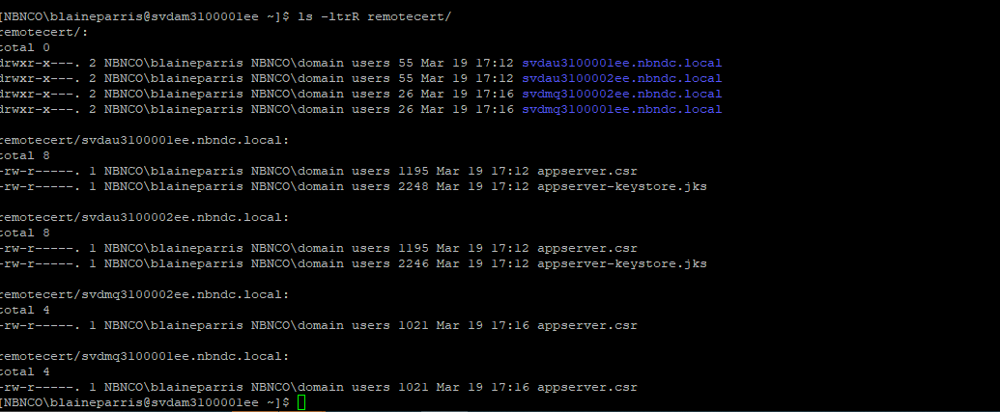 [NBNCO\blaineparris@svdam3100001ee ~]$ ls -ltrR remotecert/
remotecert/:
total 0
drwxr-x---. 2 NBNCO\blaineparris NBNCO\domain users 55 Mar 19 17:12 svdau3100001ee.nbndc.local
drwxr-x---. 2 NBNCO\blaineparris NBNCO\domain users 55 Mar 19 17:12 svdau3100002ee.nbndc.local
drwxr-x---. 2 NBNCO\blaineparris NBNCO\domain users 26 Mar 19 17:16 svdmq3100002ee.nbndc.local
drwxr-x---. 2 NBNCO\blaineparris NBNCO\domain users 26 Mar 19 17:16 svdmq3100001ee.nbndc.local
remotecert/svdau3100001ee.nbndc.local:
total 8
-rw-r-----. 1 NBNCO\blaineparris NBNCO\domain users 1195 Mar 19 17:12 appserver.csr
-rw-r-----. 1 NBNCO\blaineparris NBNCO\domain users 2248 Mar 19 17:12 appserver-keystore.jks
remotecert/svdau3100002ee.nbndc.local:
total 8
-rw-r-----. 1 NBNCO\blaineparris NBNCO\domain users 1195 Mar 19 17:12 appserver.csr
-rw-r-----. 1 NBNCO\blaineparris NBNCO\domain users 2246 Mar 19 17:12 appserver-keystore.jks
remotecert/svdmq3100002ee.nbndc.local:
total 4
-rw-r-----. 1 NBNCO\blaineparris NBNCO\domain users 1021 Mar 19 17:16 appserver.csr
remotecert/svdmq3100001ee.nbndc.local:
total 4
-rw-r-----. 1 NBNCO\blaineparris NBNCO\domain users 1021 Mar 19 17:16 appserver.csr
[NBNCO\blaineparris@svdam3100001ee ~]$